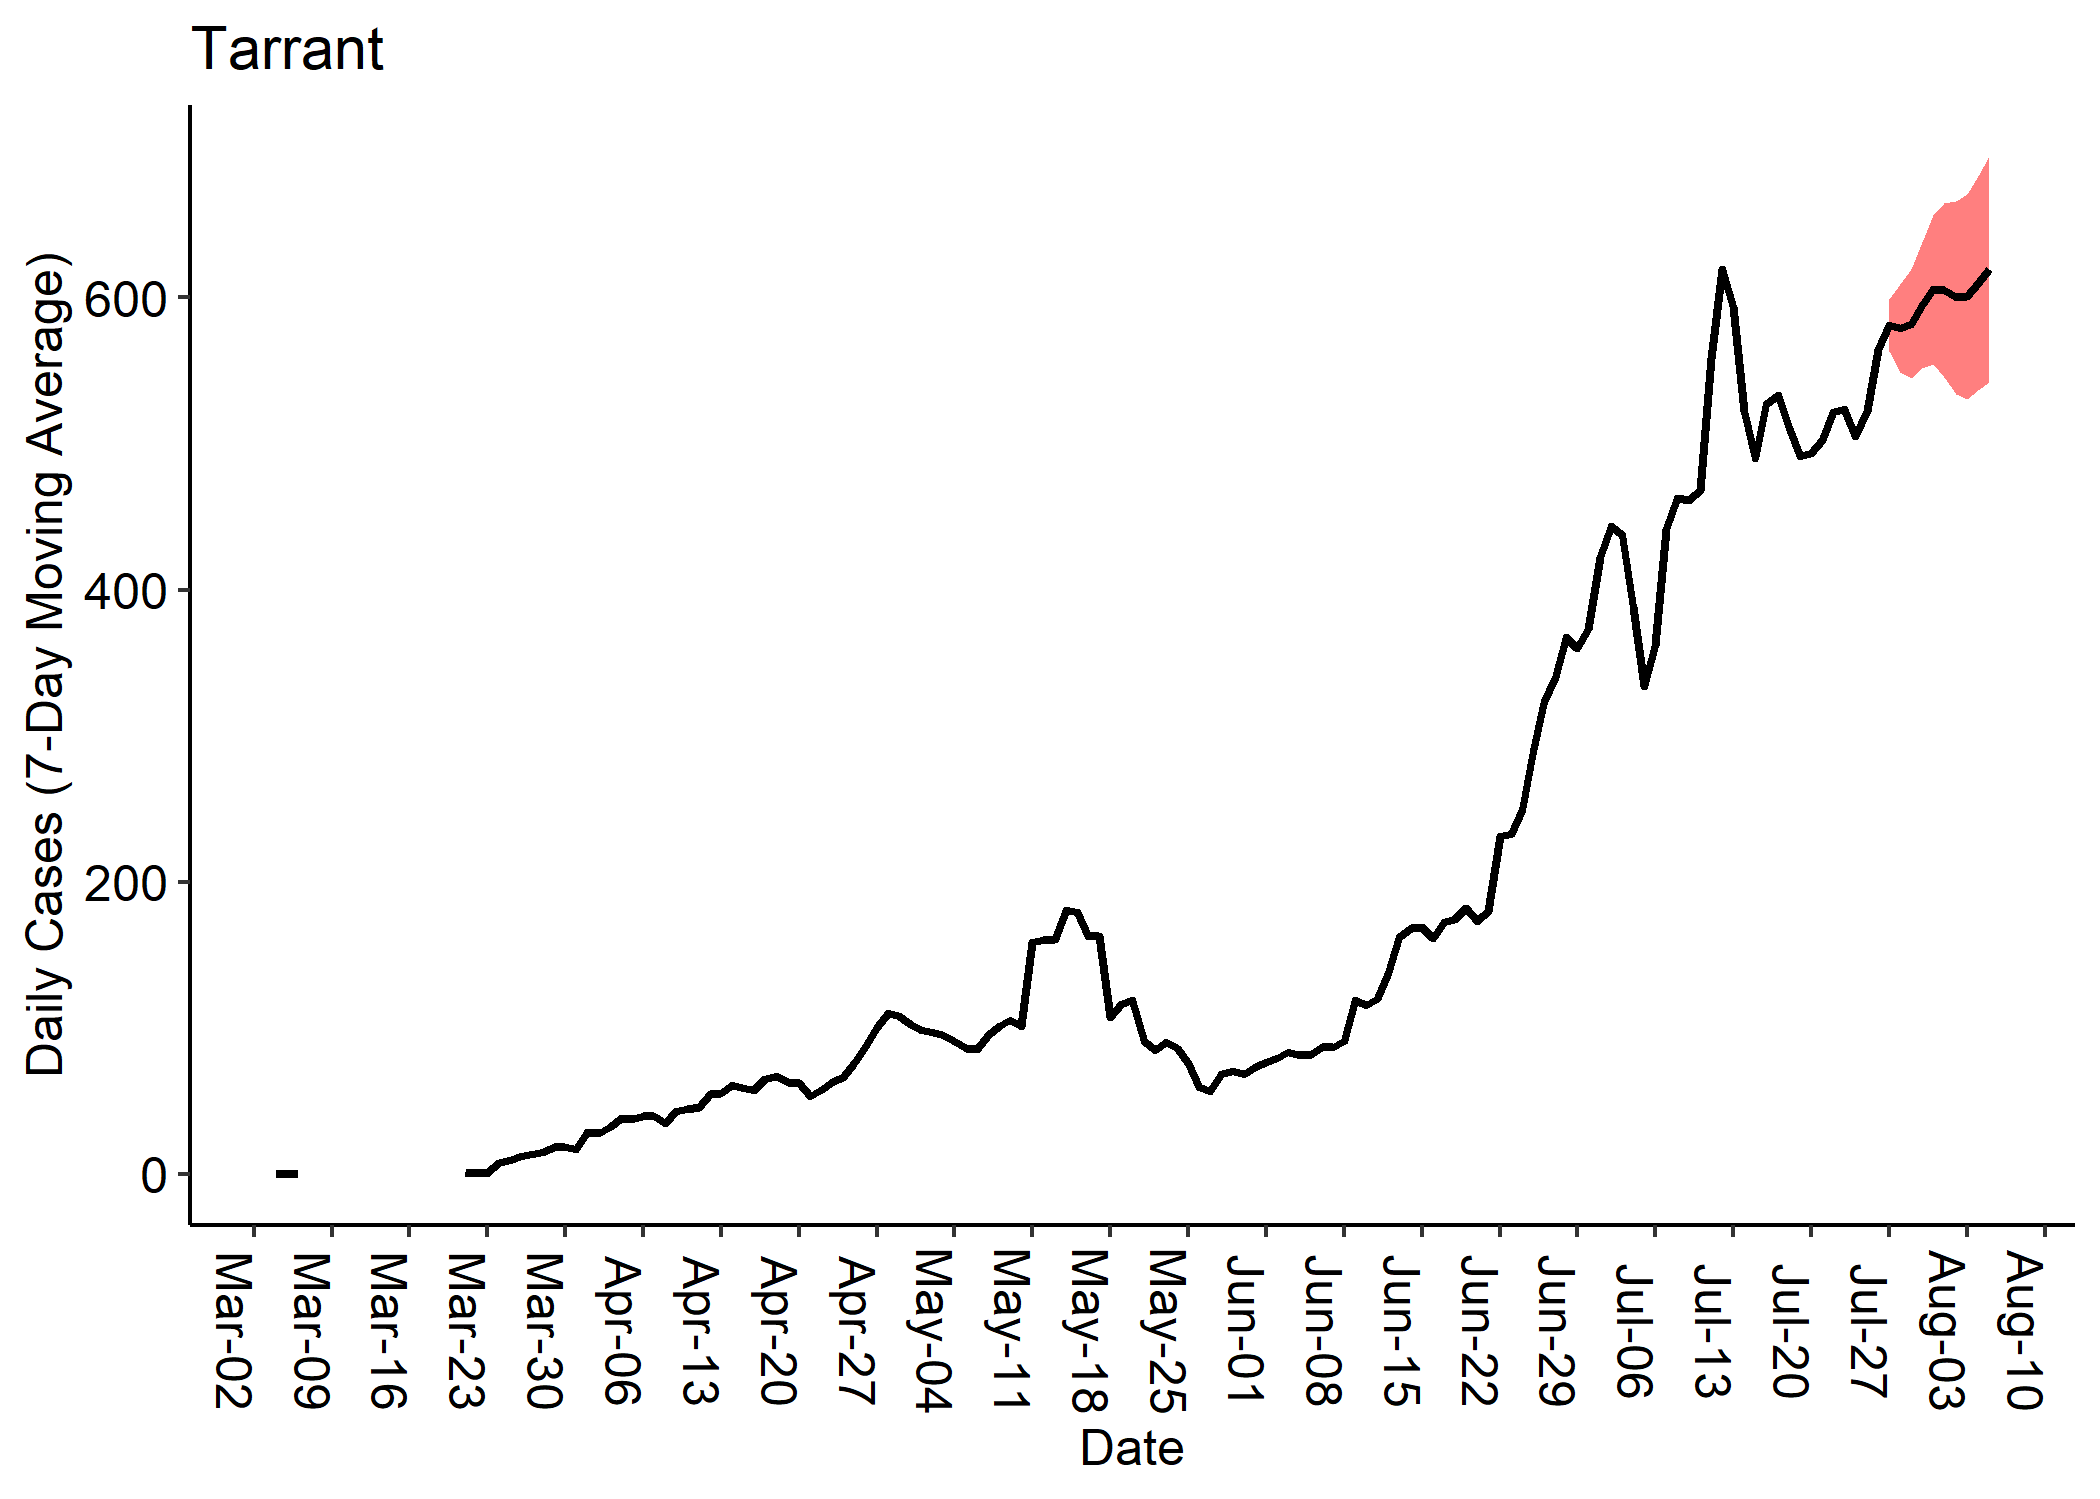 Tarrant
Daily Cases (7-Day Moving Average)
600
400
200
0
Mar-02
Mar-09
Mar-16
Mar-23
Mar-30
Apr-06
Apr-13
Apr-20
Apr-27
May-04
May-11
May-18
May-25
Jun-01
Jun-08
Jun-15
Jun-22
Jun-29
Jul-06
Jul-13
Jul-20
Jul-27
Aug-03
Aug-10
Date